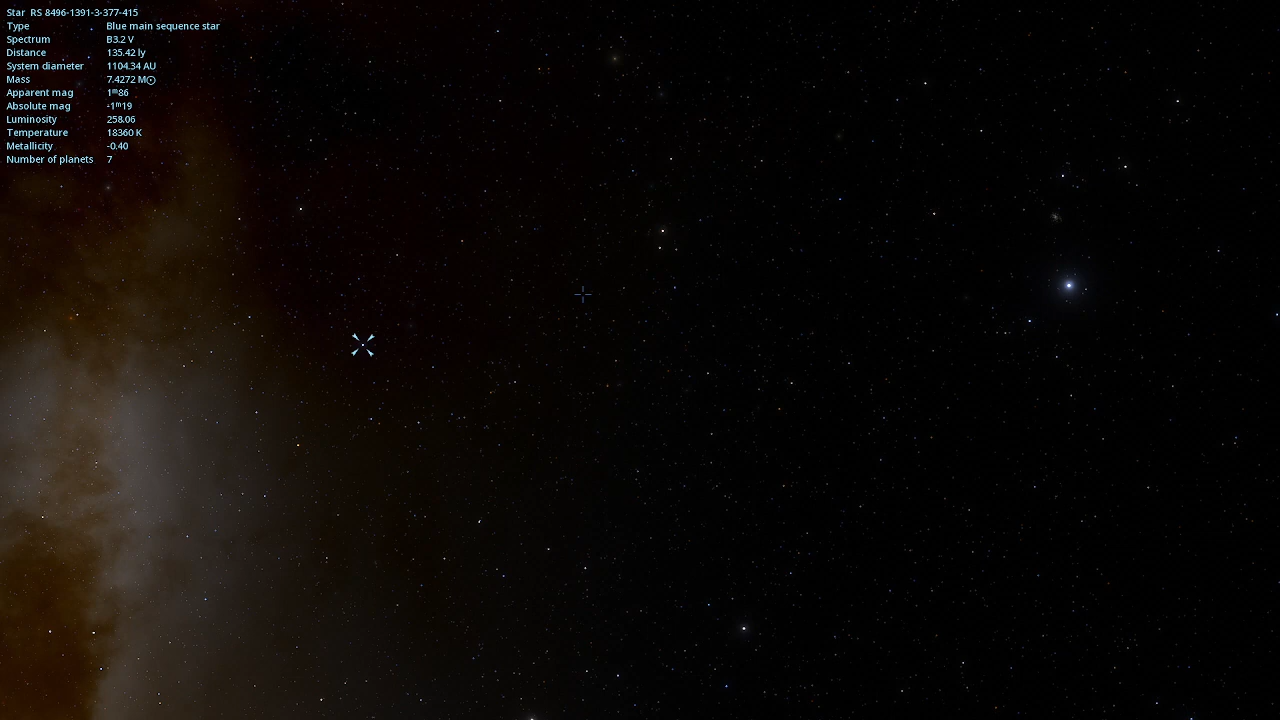 Star RS 8496-1391-3-377-415
Type Blue main sequence star
Spectrum B3.2 V
Distance 135.42 ly
System diameter 1104.34 AU
Mass 7.4272 M☉
Apparent mag 1ᵐ86
Absolute mag -1ᵐ19
Luminosity 258.06
Temperature 18360 K
Metallicity -0.40
Number of planets 7